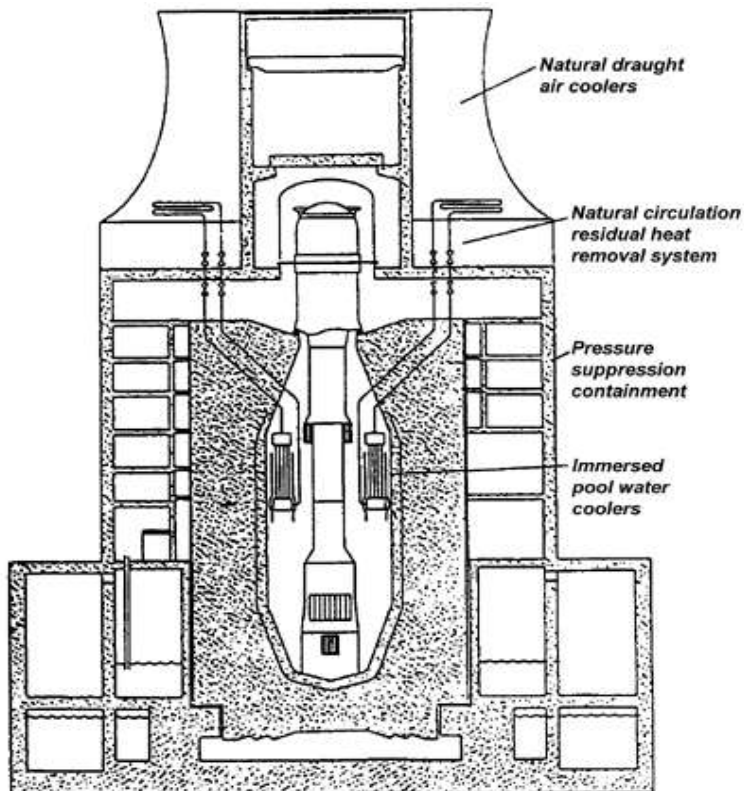 Natural draught
air coolers
Natural circulation
residual heat
removal system
Pressure
suppression
containment
Immersed
pool water
coolers